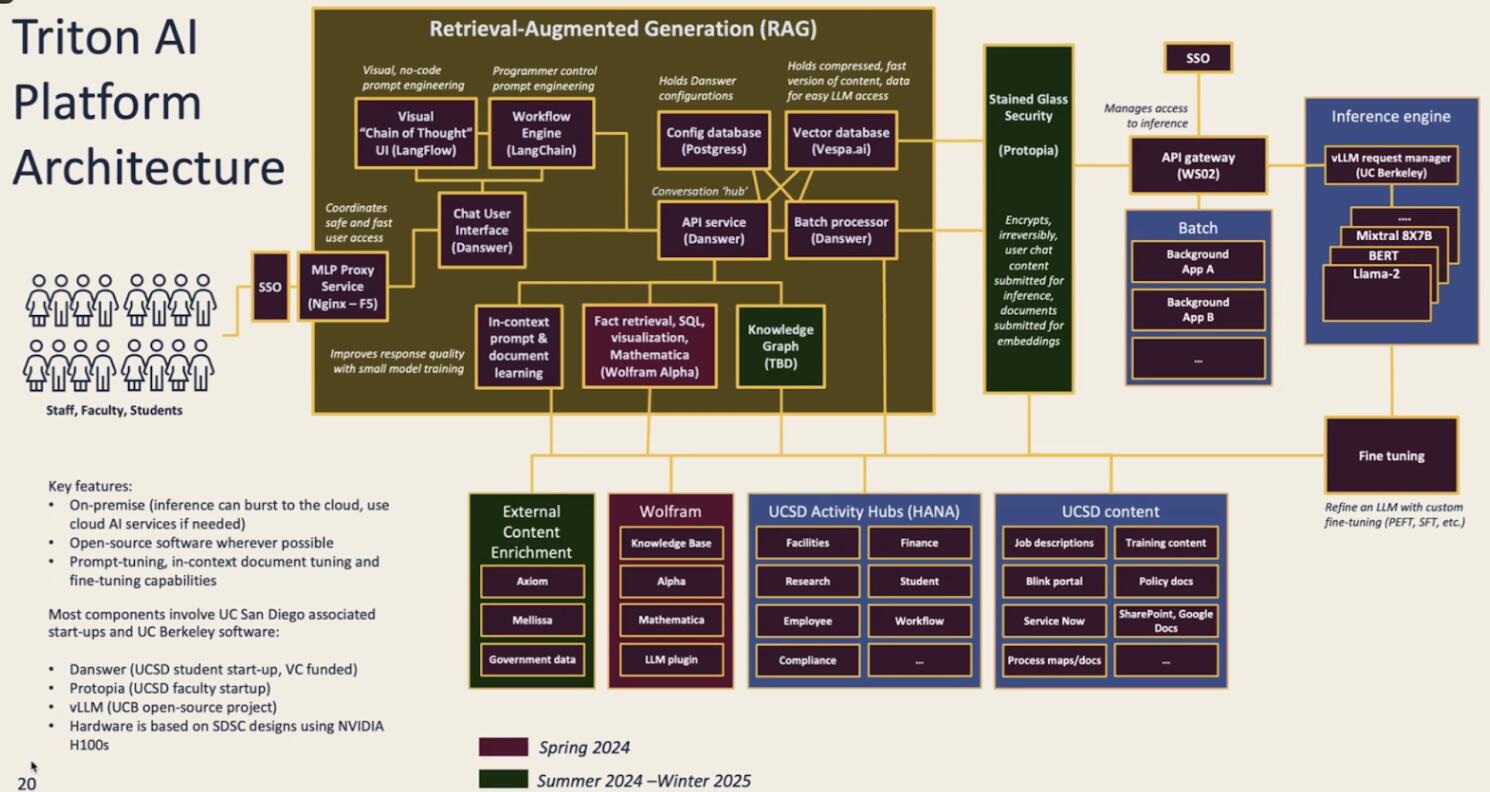 Triton AI
Platform
Architecture
Retrieval-Augmented Generation (RAG)
Visual, no-code
prompt engineering
Programmer control
prompt engineering
Holds Danswer
configurations
Holds compressed, fast
version of content, data
for easy LLM access
Visual
“Chain of Thought”
UI (LangFlow)
Workflow
Engine
(LangChain)
Config database
(Postgress)
Vector database
(Vespa.ai)
Coordinates
safe and fast
user access
Chat User
Interface
(Danswer)
Conversation ‘hub’
API service
(Danswer)
Batch processor
(Danswer)
SSO
MLP Proxy
Service
(Nginx – F5)
Staff, Faculty, Students
Improves response quality
with small model training
In-context
prompt &
document
learning
Fact retrieval, SQL,
visualization,
Mathematica
(Wolfram Alpha)
Knowledge
Graph
(TBD)
Stained Glass
Security
(Protopia)
Encrypts,
irreversibly,
user chat
content
submitted for
inference,
documents
submitted for
embeddings
SSO
Manages access
to inference
API gateway
(WS02)
Batch
Background
App A
Background
App B
...
Inference engine
vLLM request manager
(UC Berkeley)
....
Mixtral 8X7B
BERT
Llama-2
Fine tuning
Refine an LLM with custom
fine-tuning (PEFT, SFT, etc.)
External
Content
Enrichment
Axiom
Mellissa
Government data
Wolfram
Knowledge Base
Alpha
Mathematica
LLM plugin
UCSD Activity Hubs (HANA)
Facilities
Finance
Research
Student
Employee
Workflow
Compliance
...
UCSD content
Job descriptions
Training content
Blink portal
Policy docs
Service Now
SharePoint, Google
Docs
Process maps/docs
...
Key features:
• On-premise (inference can burst to the cloud, use
cloud AI services if needed)
• Open-source software wherever possible
• Prompt-tuning, in-context document tuning and
fine-tuning capabilities
Most components involve UC San Diego associated
start-ups and UC Berkeley software:
• Danswer (UCSD student start-up, VC funded)
• Protopia (UCSD faculty startup)
• vLLM (UCB open-source project)
• Hardware is based on SDSC designs using NVIDIA
H100s
Spring 2024
Summer 2024 –Winter 2025
20